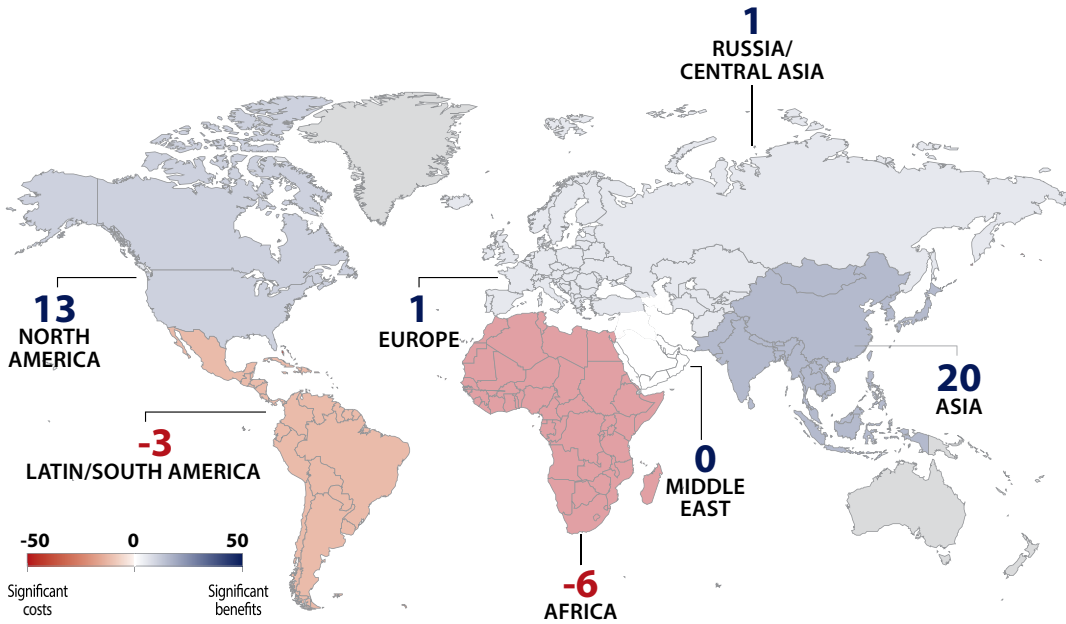 1
RUSSIA/
CENTRAL ASIA
13
NORTH
AMERICA
1
EUROPE
20
ASIA
-3
LATIN/SOUTH AMERICA
0
MIDDLE
EAST
-6
AFRICA
-50 0 50
Significant
costs
Significant
benefits